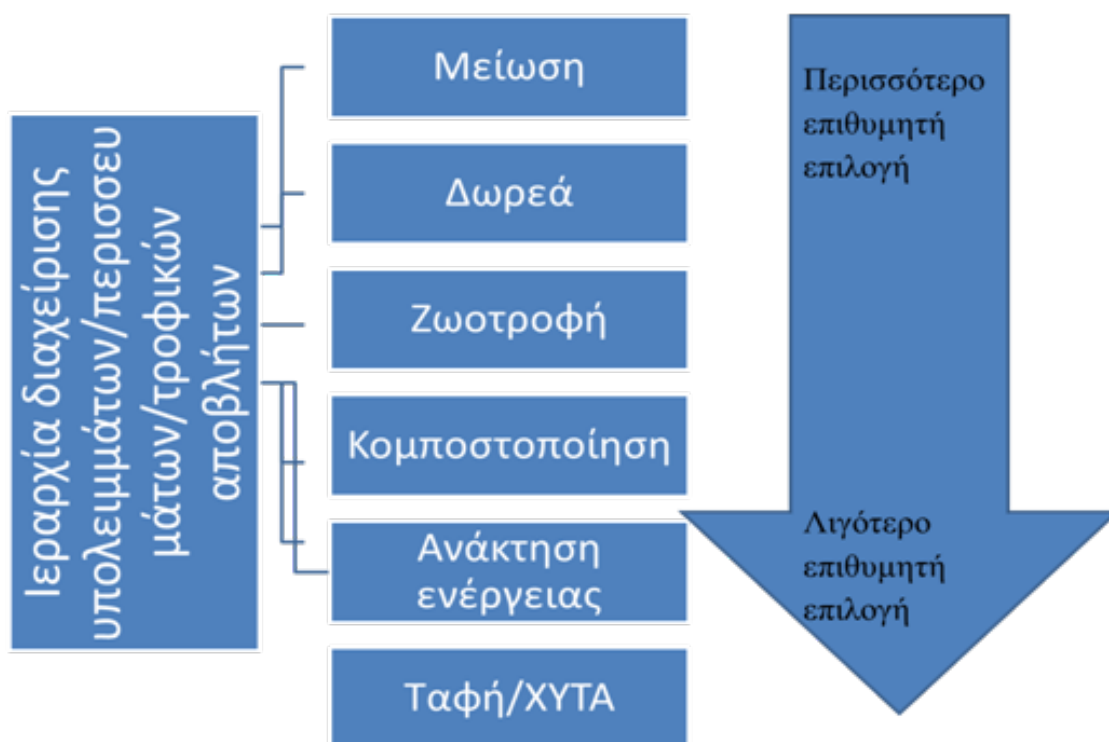 Ιεραρχία διαχείρισης
υπολειμμάτων/περισσευ
μάτων/τροφικών
αποβλήτων
Μείωση
Δωρεά
Ζωοτροφή
Κομποστοποίηση
Ανάκτηση
ενέργειας
Ταφή/ΧΥΤΑ
Περισσότερο
επιθυμητή
επιλογή
Λιγότερο
επιθυμητή
επιλογή